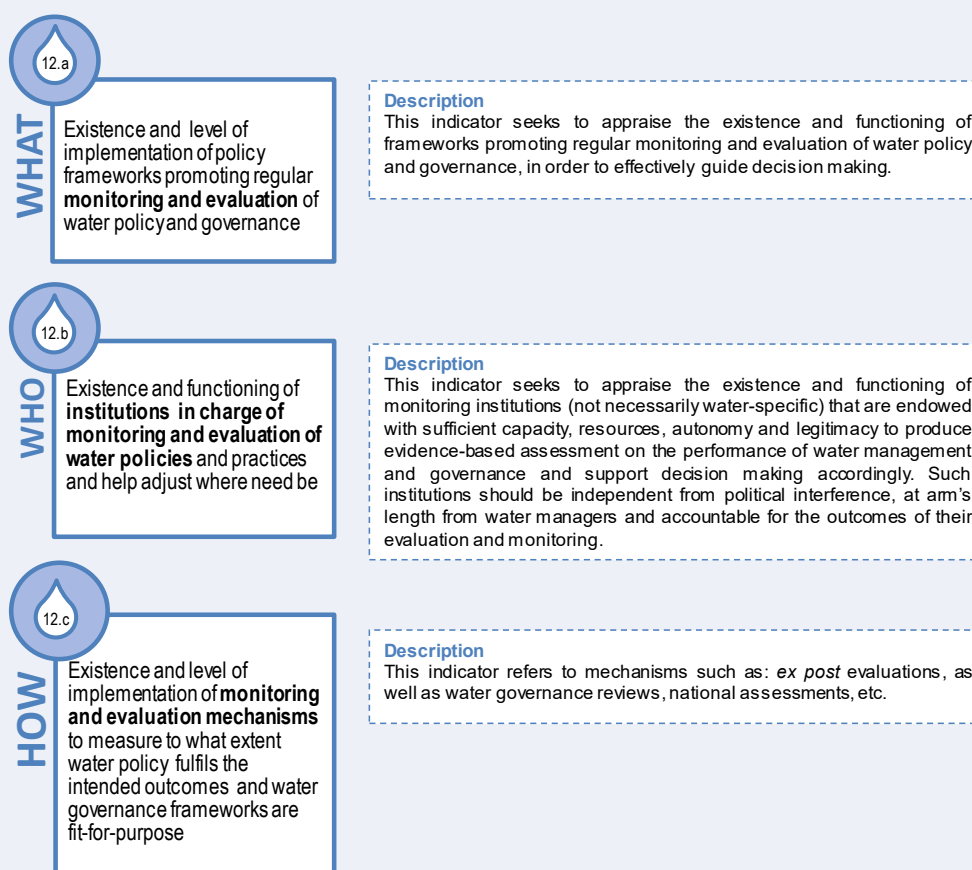 12.a
WHAT
Existence and level of
implementation of policy
frameworks promoting regular
monitoring and evaluation of
water policy and governance
Description
This indicator seeks to appraise the existence and functioning of
frameworks promoting regular monitoring and evaluation of water policy
and governance, in order to effectively guide decision making.
12.b
WHO
Existence and functioning of
institutions in charge of
monitoring and evaluation of
water policies and practices
and help adjust where need be
Description
This indicator seeks to appraise the existence and functioning of
monitoring institutions (not necessarily water-specific) that are endowed
with sufficient capacity, resources, autonomy and legitimacy to produce
evidence-based assessment on the performance of water management
and governance and support decision making accordingly. Such
institutions should be independent from political interference, at arm's
length from water managers and accountable for the outcomes of their
evaluation and monitoring.
12.c
HOW
Existence and level of
implementation of monitoring
and evaluation mechanisms
to measure to what extent
water policy fulfils the
intended outcomes and water
governance frameworks are
fit-for-purpose
Description
This indicator refers to mechanisms such as: ex post evaluations, as
well as water governance reviews, national assessments, etc.